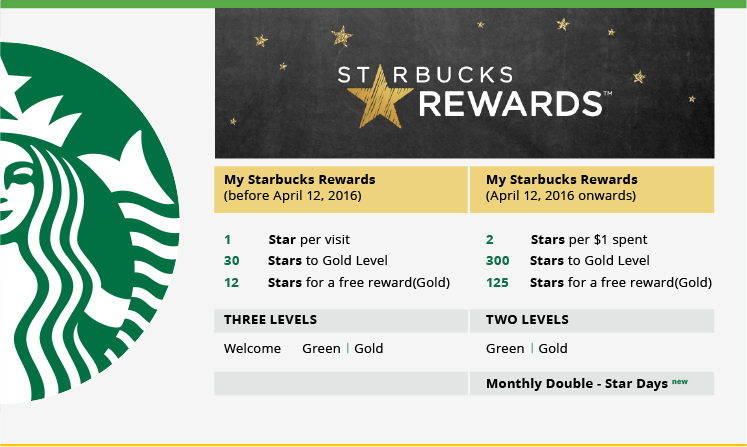 STARBUCKS
REWARDS™
My Starbucks Rewards
(before April 12, 2016)
1 Star per visit
30 Stars to Gold Level
12 Stars for a free reward(Gold)
THREE LEVELS
Welcome Green | Gold
My Starbucks Rewards
(April 12, 2016 onwards)
2 Stars per $1 spent
300 Stars to Gold Level
125 Stars for a free reward(Gold)
TWO LEVELS
Green | Gold
Monthly Double - Star Days new